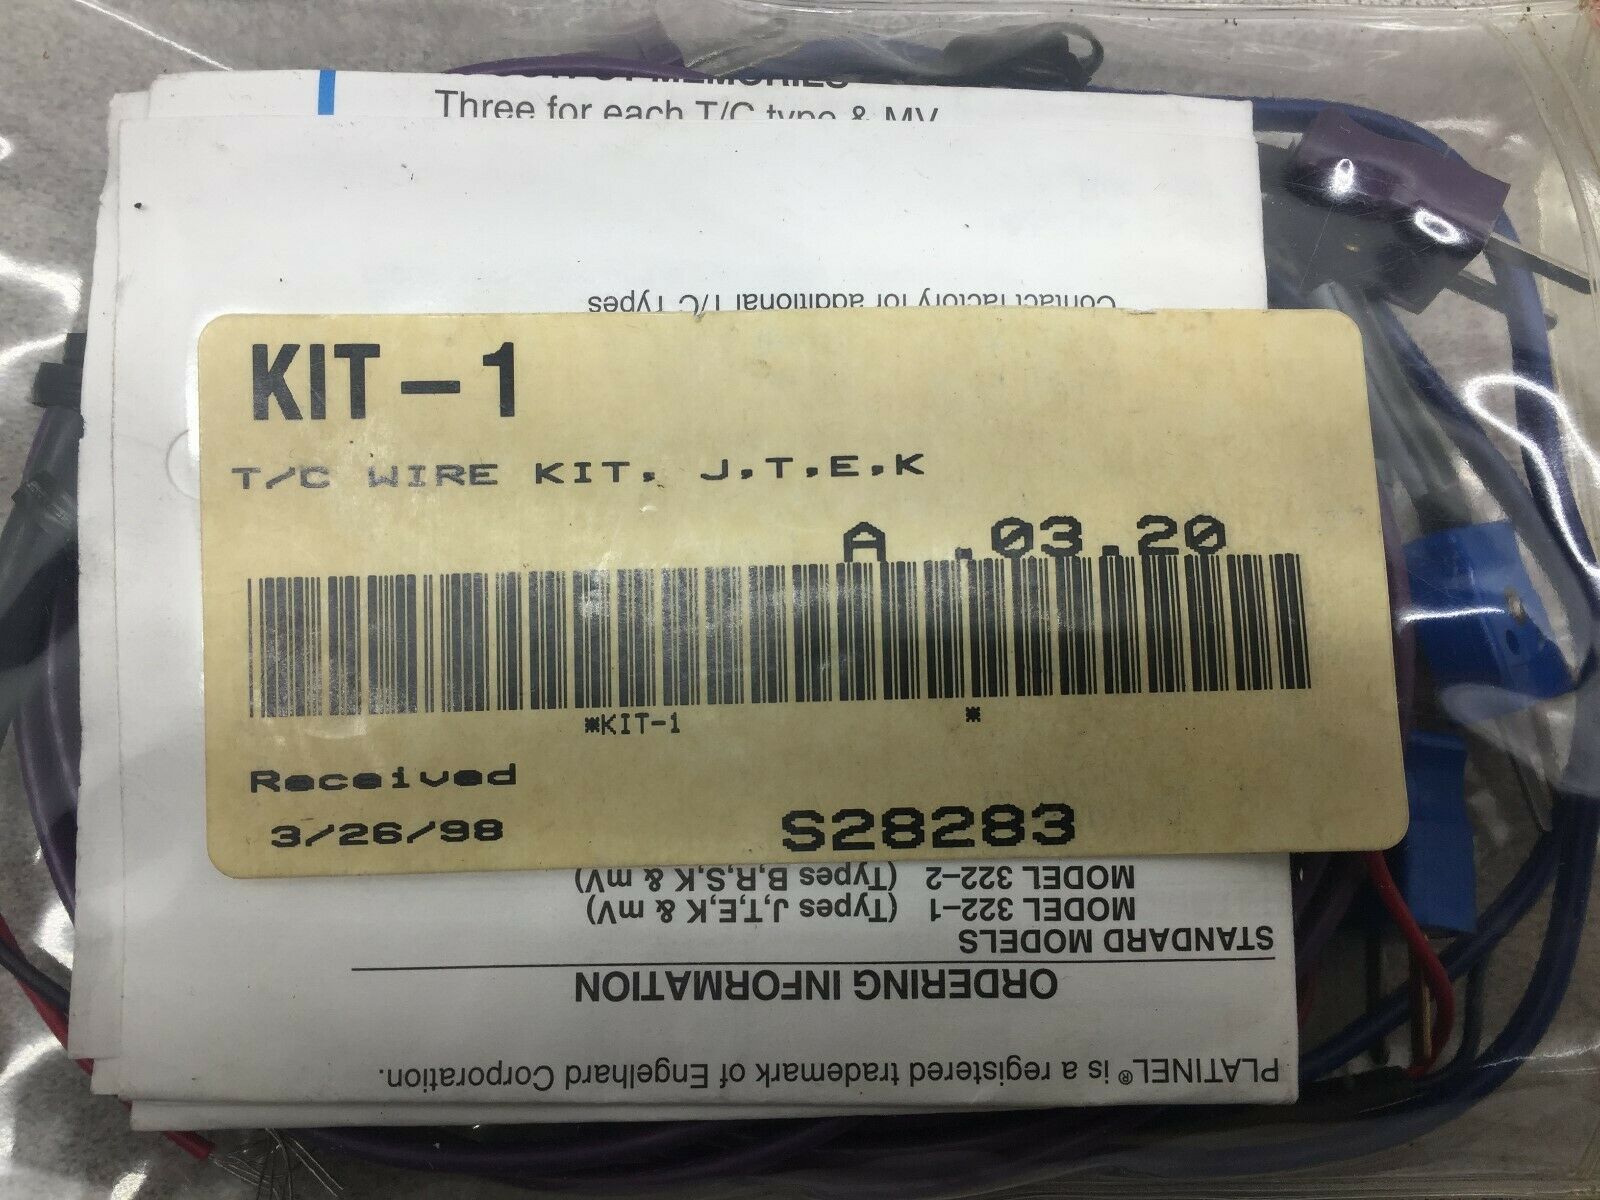 MEMORIES
Three for each T/C type & MV
Contact factory for additional T/C Types
KIT-1
T/C WIRE KIT, J,T,E,K
A .03.20
*KIT-1 *
Received
3/26/98
S28283
MODEL 322-2 (Types B,R,S,K & mV)
MODEL 322-1 (Types J,T,E,K & mV)
STANDARD MODELS
ORDERING INFORMATION
PLATINEL® is a registered trademark of Engelhard Corporation.